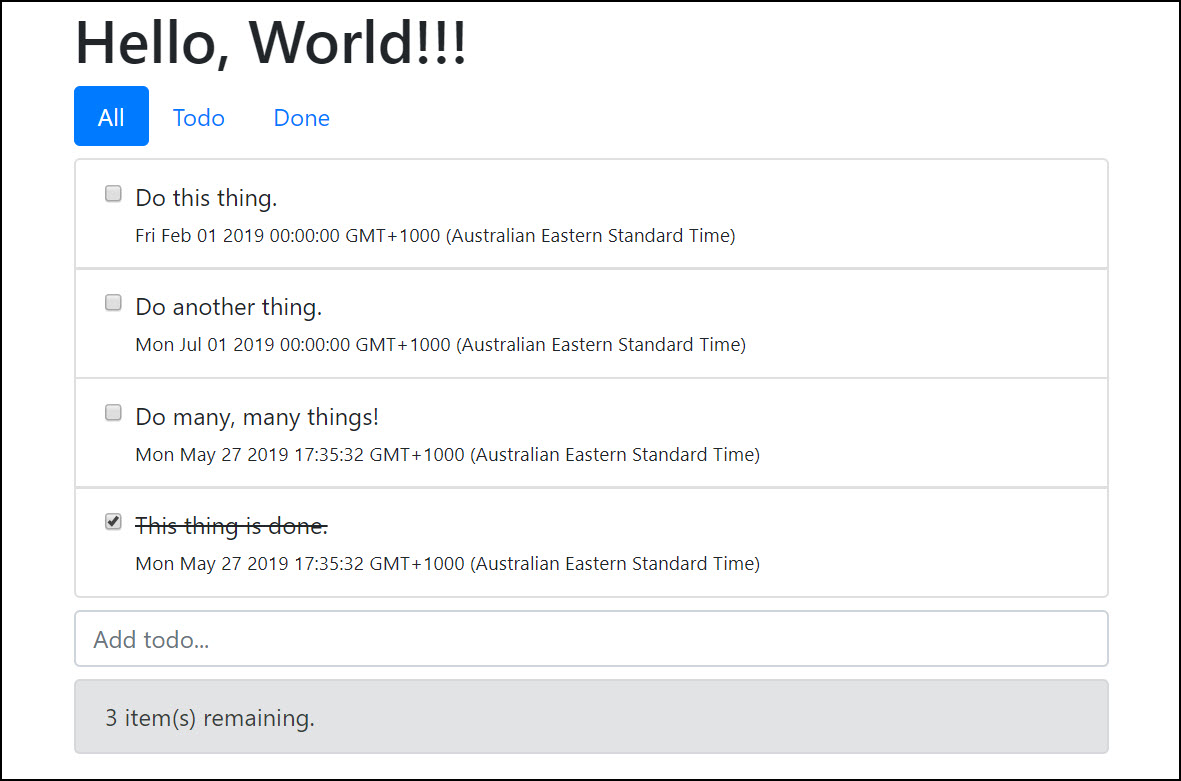 Hello, World!!!
All Todo Done
Do this thing.
Fri Feb 01 2019 00:00:00 GMT+1000 (Australian Eastern Standard Time)
Do another thing.
Mon Jul 01 2019 00:00:00 GMT+1000 (Australian Eastern Standard Time)
Do many, many things!
Mon May 27 2019 17:35:32 GMT+1000 (Australian Eastern Standard Time)
This thing is done.
Mon May 27 2019 17:35:32 GMT+1000 (Australian Eastern Standard Time)
Add todo...
3 item(s) remaining.